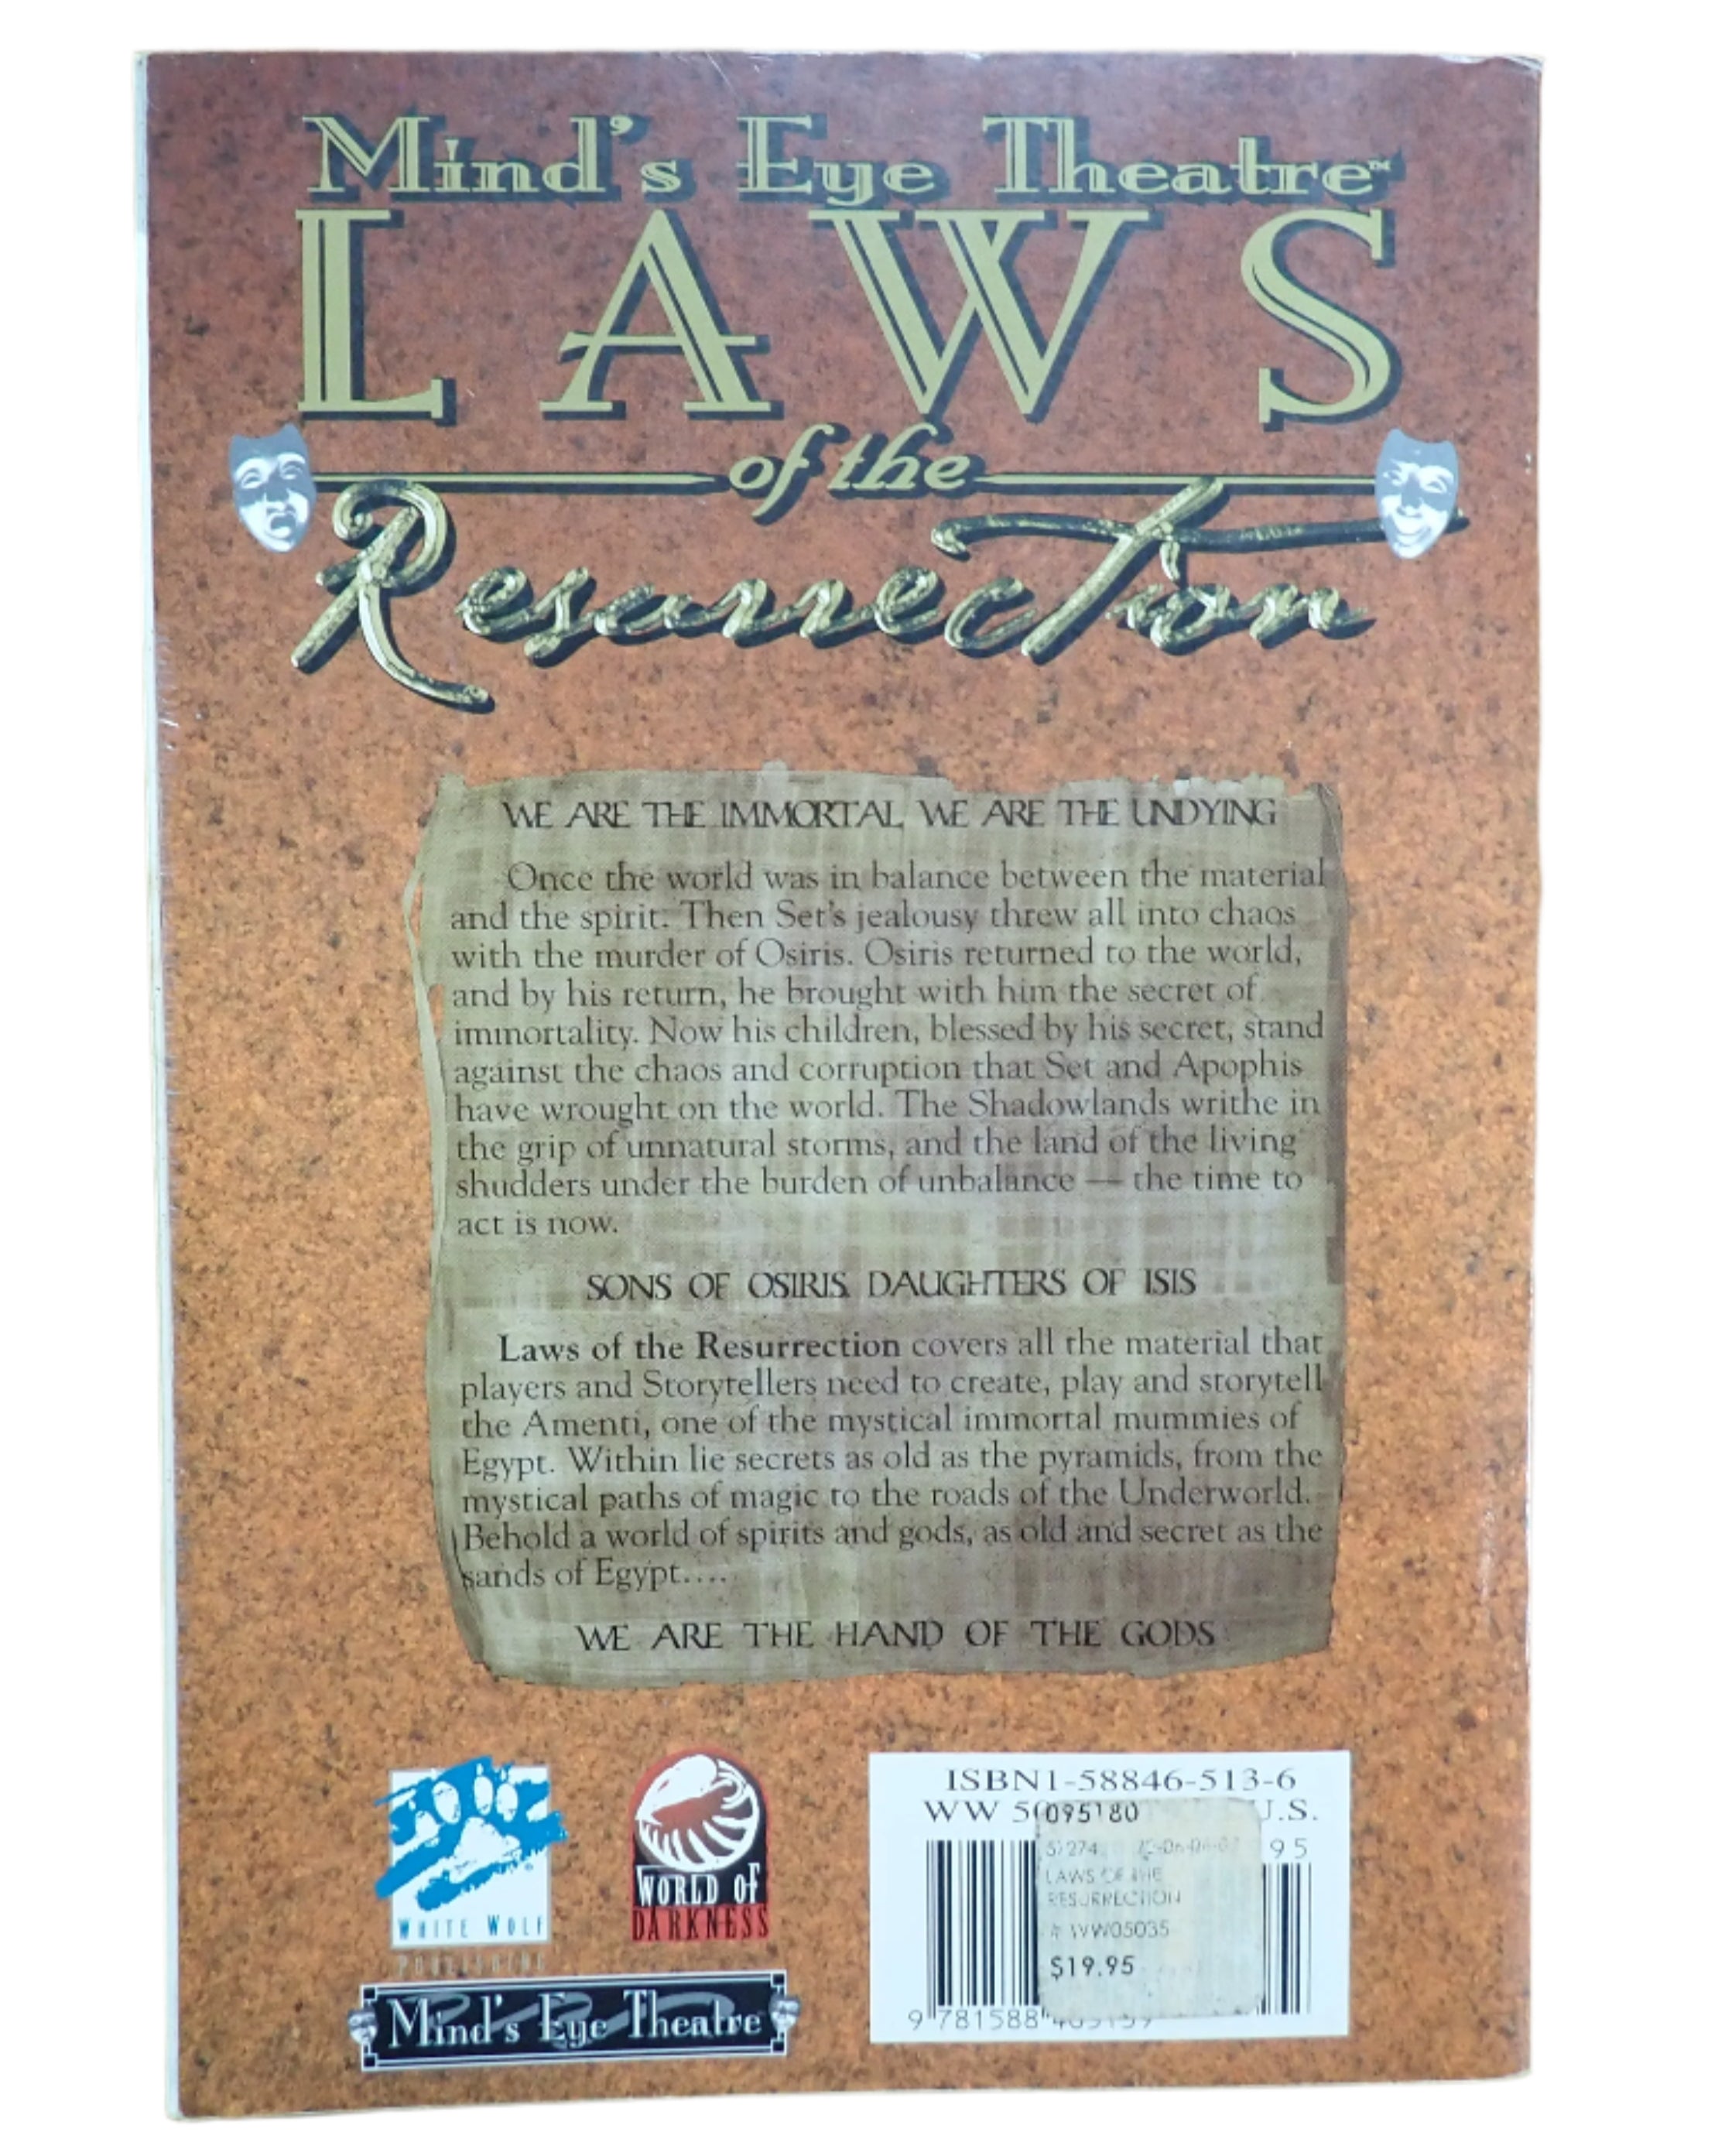 Mind's Eye Theatre™
LAWS
of the
Resurrection
WE ARE THE IMMORTAL, WE ARE THE UNDYING
Once the world was in balance between the material
and the spirit. Then Set's jealousy threw all into chaos
with the murder of Osiris. Osiris returned to the world,
and by his return, he brought with him the secret of
immortality. Now his children, blessed by his secret, stand
against the chaos and corruption that Set and Apophis
have wrought on the world. The Shadowlands writhe in
the grip of unnatural storms, and the land of the living
shudders under the burden of unbalance — the time to
act is now.
SONS OF OSIRIS, DAUGHTERS OF ISIS
Laws of the Resurrection covers all the material that
players and Storytellers need to create, play and storytell
the Amenti, one of the mystical immortal mummies of
Egypt. Within lie secrets as old as the pyramids, from the
mystical paths of magic to the roads of the Underworld.
Behold a world of spirits and gods, as old and secret as the
sands of Egypt....
WE ARE THE HAND OF THE GODS
WHITE WOLF
PUBLISHING
WORLD OF
DARKNESS
Mind's Eye Theatre
ISBN1-58846-513-6
WW 50 U.S.
095180
95
LAWS OF THE
RESURRECTION
# WW05035
$19.95
9 781588